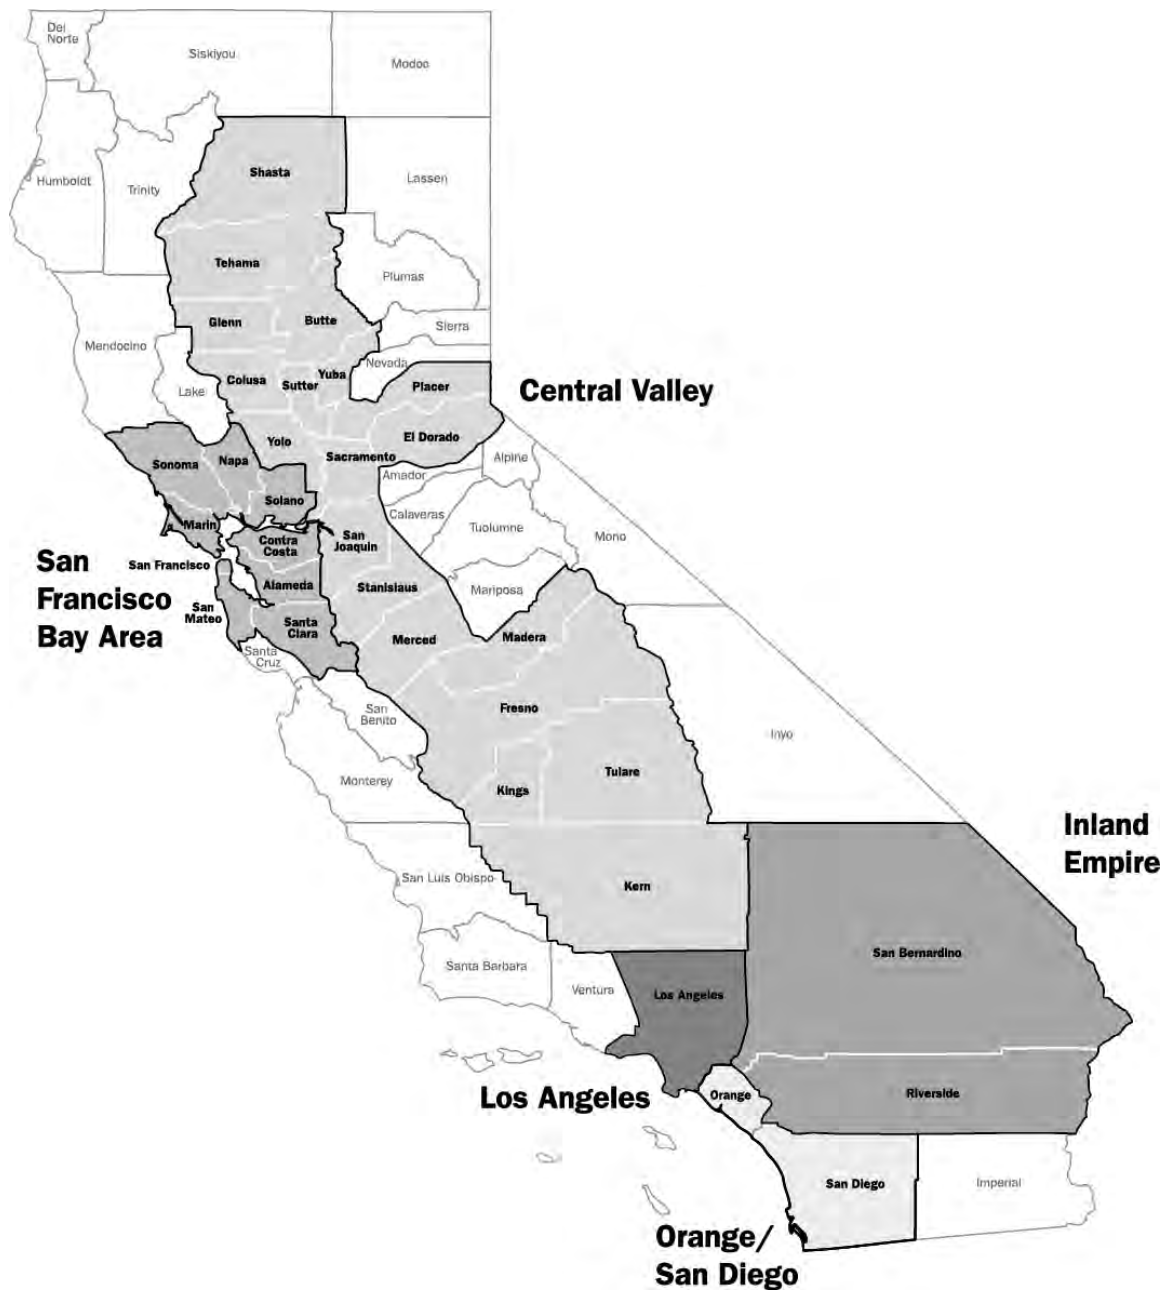 Del
Norte
Siskiyou
Modoc
Shasta
Humboldt
Trinity
Lassen
Tehama
Plumas
Glenn
Butte
Sierra
Mendocino
Nevada
Lake
Colusa
Sutter
Yuba
Placer
Central Valley
Yolo
El Dorado
Sonoma
Napa
Sacramento
Alpine
Amador
Solano
Calaveras
Marin
Tuolumne
Mono
Contra
Costa
San
Joaquin
San
Francisco
Bay Area
San Francisco
Alameda
Stanislaus
Mariposa
San
Mateo
Santa
Clara
Merced
Madera
Santa
Cruz
San
Benito
Fresno
Inyo
Monterey
Kings
Tulare
Inland
Empire
San Luis Obispo
Kern
San Bernardino
Santa Barbara
Ventura
Los Angeles
Los Angeles
Orange
Riverside
San Diego
Imperial
Orange/
San Diego